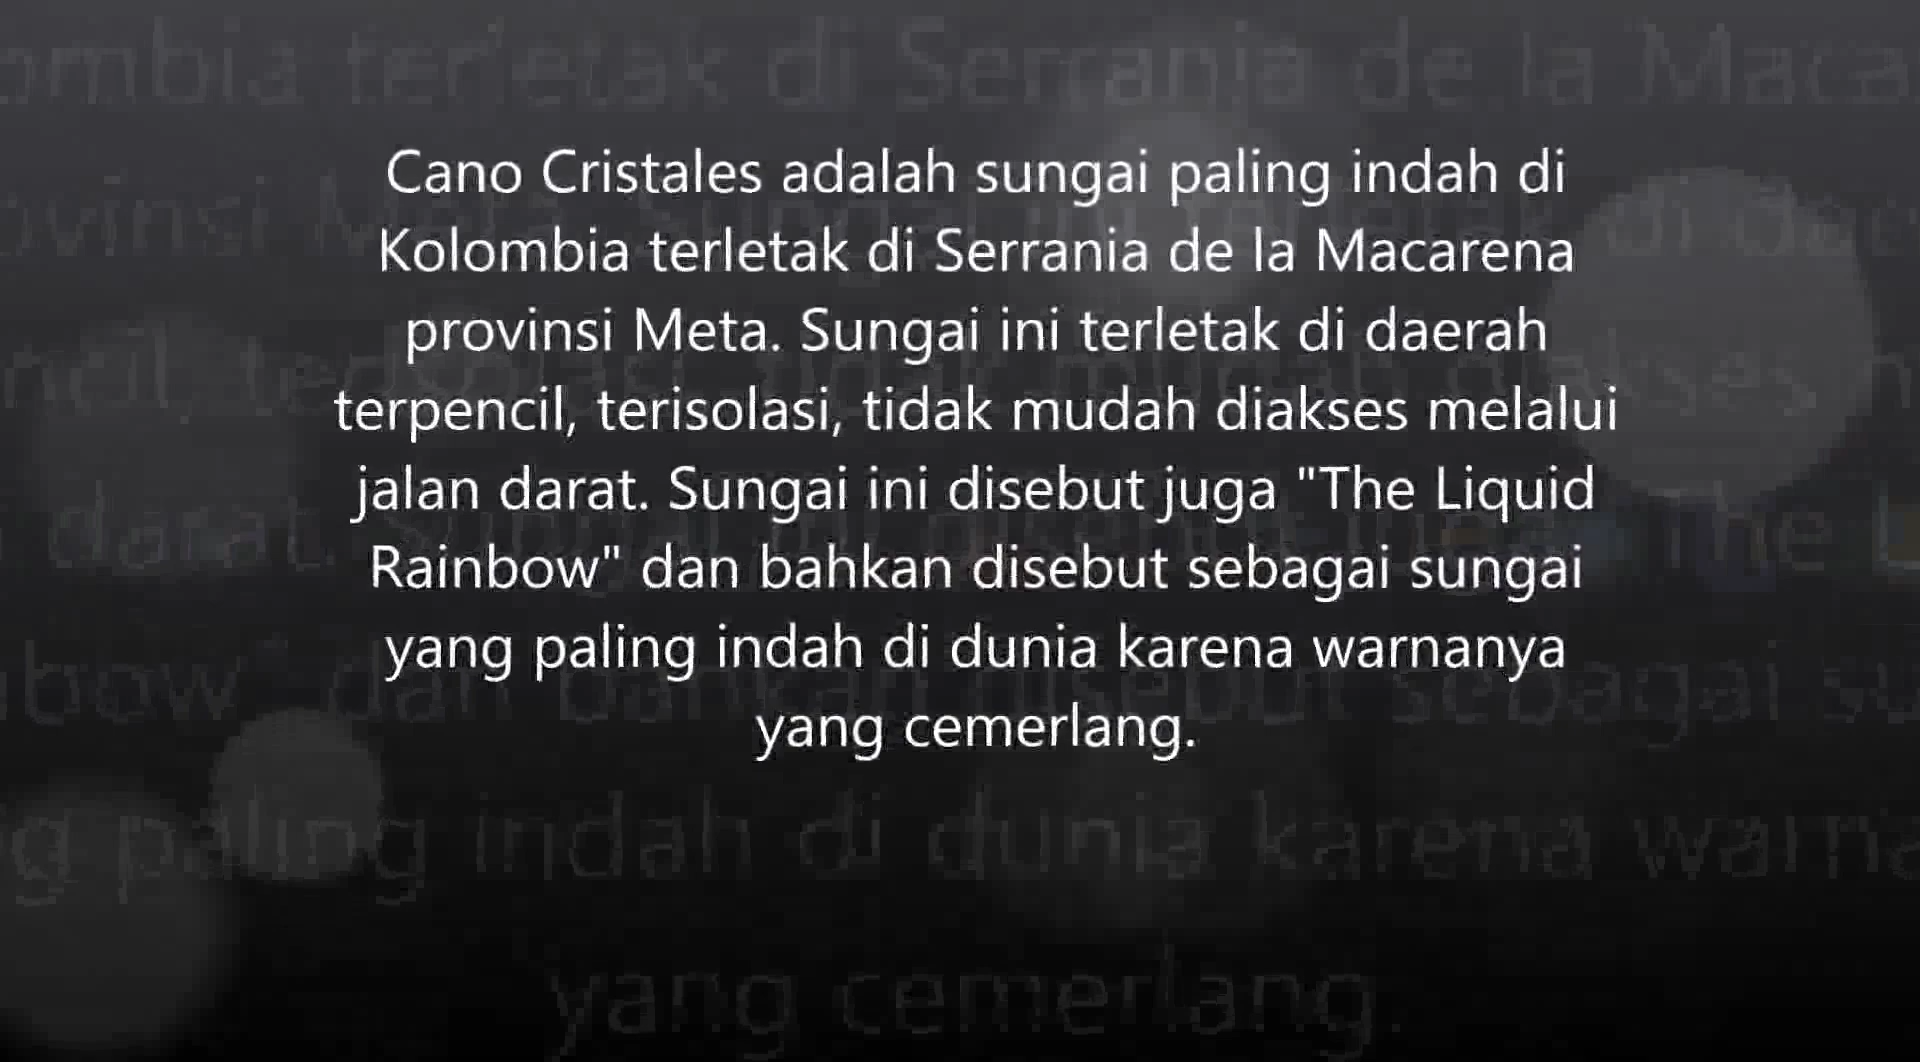 Cano Cristales adalah sungai paling indah di
Kolombia terletak di Serrania de la Macarena
provinsi Meta. Sungai ini terletak di daerah
terpencil, terisolasi, tidak mudah diakses melalui
jalan darat. Sungai ini disebut juga "The Liquid
Rainbow" dan bahkan disebut sebagai sungai
yang paling indah di dunia karena warnanya
yang cemerlang.